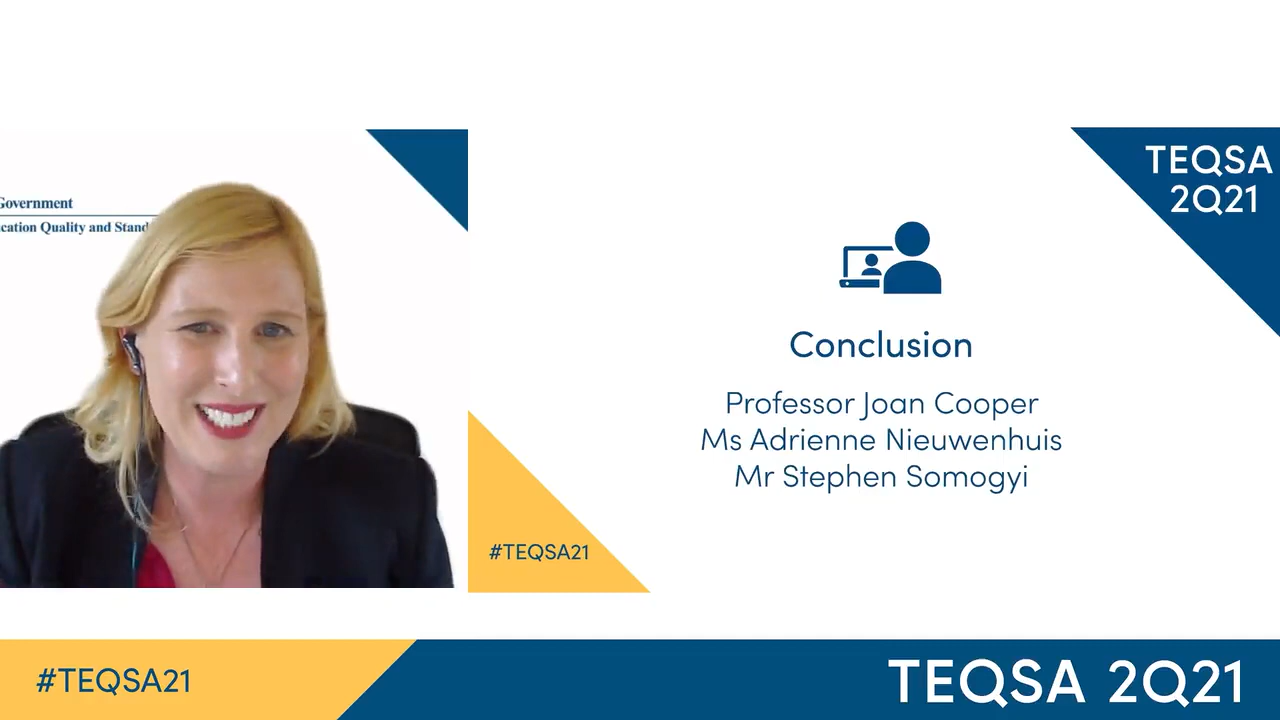 Government
cation Quality and Stand
TEQSA
2Q21
Conclusion
Professor Joan Cooper
Ms Adrienne Nieuwenhuis
Mr Stephen Somogyi
#TEQSA21
#TEQSA21
TEQSA 2Q21